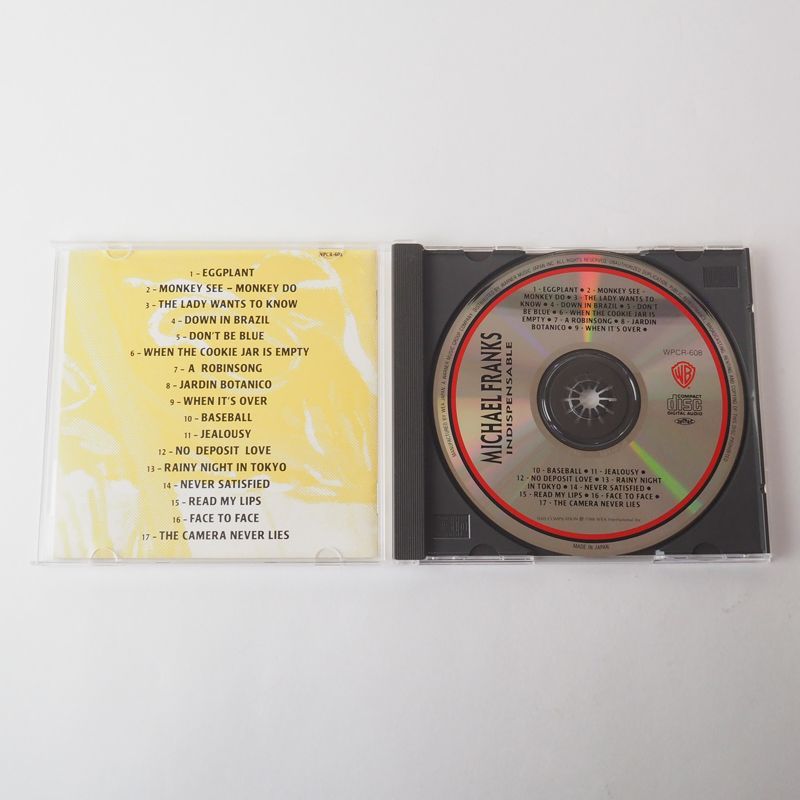 WPCR-608
1 – EGGPLANT
2 – MONKEY SEE – MONKEY DO
3 – THE LADY WANTS TO KNOW
4 – DOWN IN BRAZIL
5 – DON'T BE BLUE
6 – WHEN THE COOKIE JAR IS EMPTY
7 – A ROBINSONG
8 – JARDIN BOTANICO
9 – WHEN IT'S OVER
10 – BASEBALL
11 – JEALOUSY
12 – NO DEPOSIT LOVE
13 – RAINY NIGHT IN TOKYO
14 – NEVER SATISFIED
15 – READ MY LIPS
16 – FACE TO FACE
17 – THE CAMERA NEVER LIES
1 - EGGPLANT ● 2 - MONKEY SEE -
MONKEY DO ● 3 - THE LADY WANTS TO
KNOW ● 4 - DOWN IN BRAZIL ● 5 - DON'T
BE BLUE ● 6 - WHEN THE COOKIE JAR IS
EMPTY ● 7 - A ROBINSONG ● 8 - JARDIN
BOTANICO ● 9 - WHEN IT'S OVER ●
WPCR-608
MICHAEL FRANKS
INDISPENSABLE
WB
COMPACT
disc
DIGITAL AUDIO
10 - BASEBALL ● 11 - JEALOUSY ●
12 - NO DEPOSIT LOVE ● 13 - RAINY NIGHT
IN TOKYO ● 14 - NEVER SATISFIED ●
15 - READ MY LIPS ● 16 - FACE TO FACE ●
17 - THE CAMERA NEVER LIES
MADE IN JAPAN